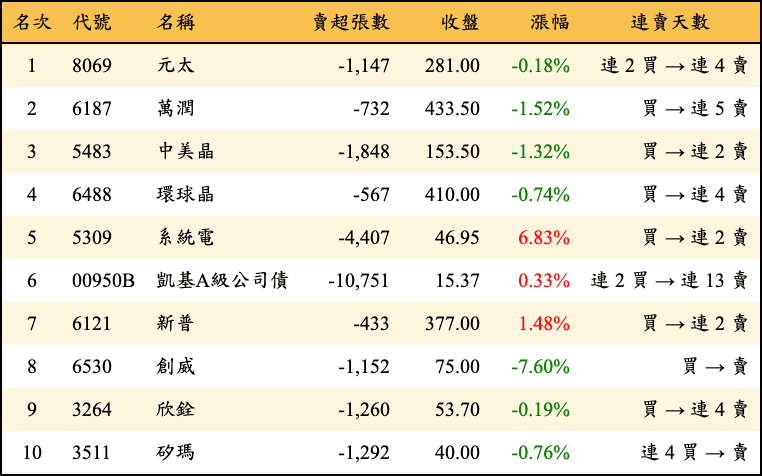 名次 代號 名稱 賣超張數 收盤 漲幅 連賣天數
1 8069 元太 -1,147 281.00 -0.18% 連 2 買 → 連 4 賣
2 6187 萬潤 -732 433.50 -1.52% 買 → 連 5 賣
3 5483 中美晶 -1,848 153.50 -1.32% 買 → 連 2 賣
4 6488 環球晶 -567 410.00 -0.74% 買 → 連 4 賣
5 5309 系統電 -4,407 46.95 6.83% 買 → 連 2 賣
6 00950B 凱基A級公司債 -10,751 15.37 0.33% 連 2 買 → 連 13 賣
7 6121 新普 -433 377.00 1.48% 買 → 連 2 賣
8 6530 創威 -1,152 75.00 -7.60% 買 → 賣
9 3264 欣銓 -1,260 53.70 -0.19% 買 → 連 4 賣
10 3511 矽瑪 -1,292 40.00 -0.76% 連 4 買 → 賣